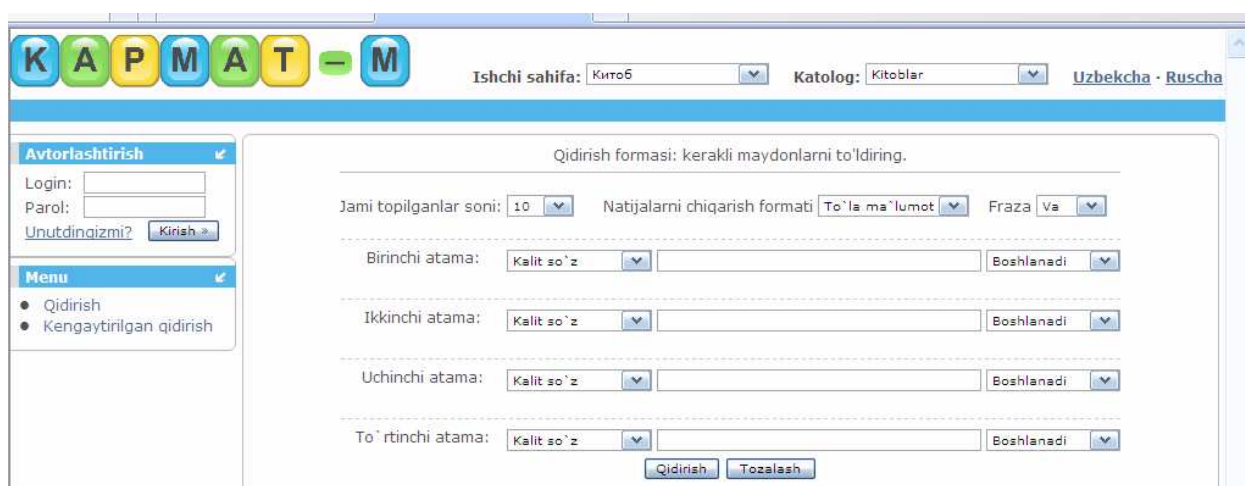 КАРМАТ-М
Ishchi sahifa: Китоб Katolog: Kitoblar Uzbekcha · Ruscha
Avtorlashtirish
Login:
Parol:
Unutdingizmi? Kirish »
Menu
Qidirish
Kengaytirilgan qidirish
Qidirish formasi: kerakli maydonlarni to'ldiring.
Jami topilganlar soni: 10 Natijalarni chiqarish formati To`la ma`lumot Fraza Va
Birinchi atama: Kalit so`z Boshlanadi
Ikkinchi atama: Kalit so`z Boshlanadi
Uchinchi atama: Kalit so`z Boshlanadi
To`rtinchi atama: Kalit so`z Boshlanadi
Qidirish Tozalash